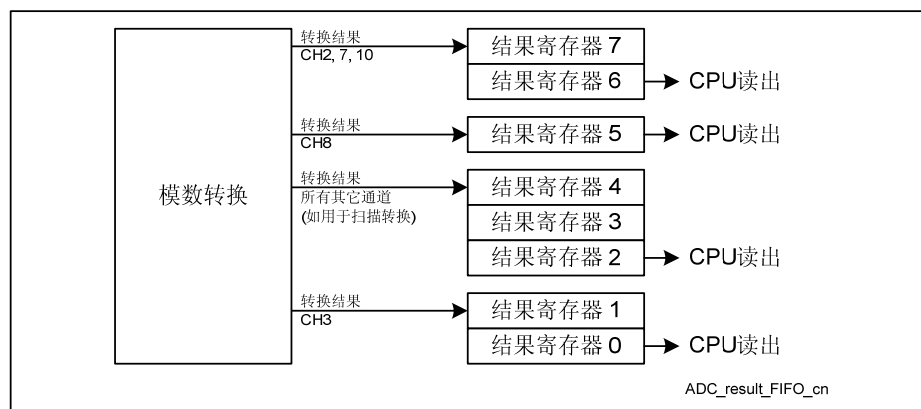 转换结果
CH2, 7, 10
结果寄存器 7
结果寄存器 6
CPU读出
转换结果
CH8
结果寄存器 5
CPU读出
模数转换
转换结果
所有其它通道
(如用于扫描转换)
结果寄存器 4
结果寄存器 3
结果寄存器 2
CPU读出
转换结果
CH3
结果寄存器 1
结果寄存器 0
CPU读出
ADC_result_FIFO_cn